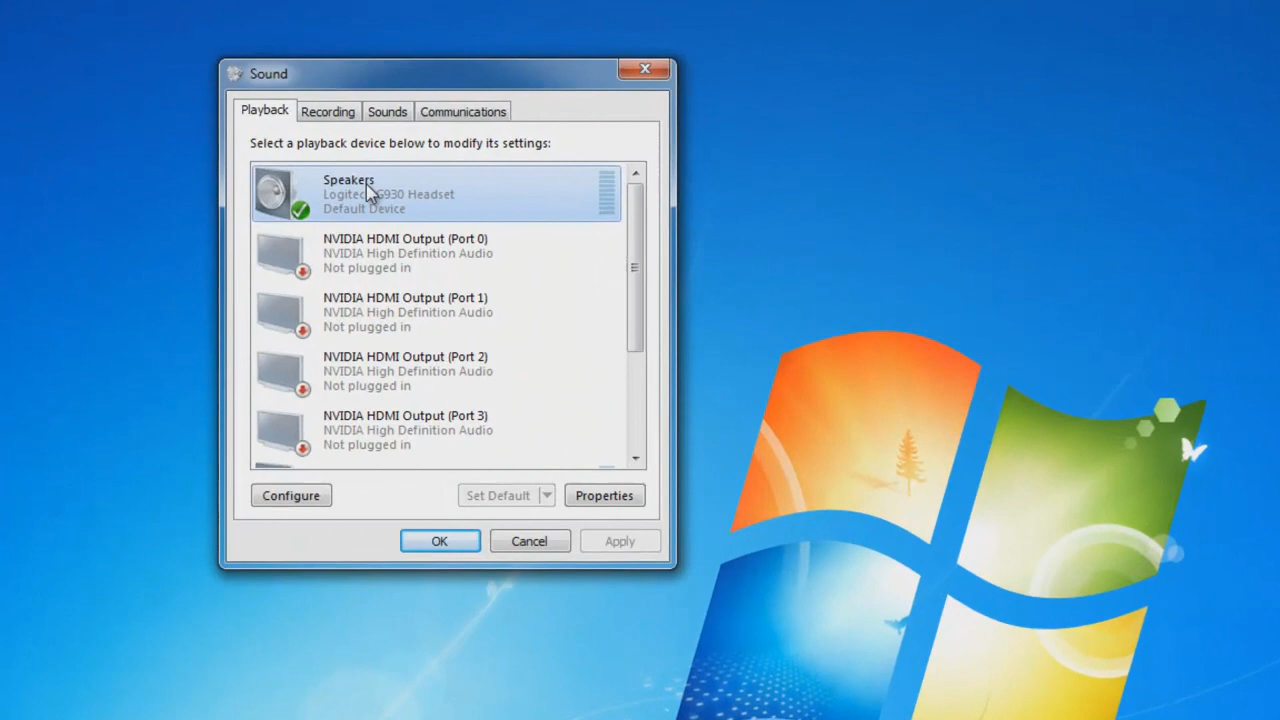 Sound
Playback
Recording
Sounds
Communications
Select a playback device below to modify its settings:
Speakers
Logitech G930 Headset
Default Device
NVIDIA HDMI Output (Port 0)
NVIDIA High Definition Audio
Not plugged in
NVIDIA HDMI Output (Port 1)
NVIDIA High Definition Audio
Not plugged in
NVIDIA HDMI Output (Port 2)
NVIDIA High Definition Audio
Not plugged in
NVIDIA HDMI Output (Port 3)
NVIDIA High Definition Audio
Not plugged in
Configure
Set Default
Properties
OK
Cancel
Apply